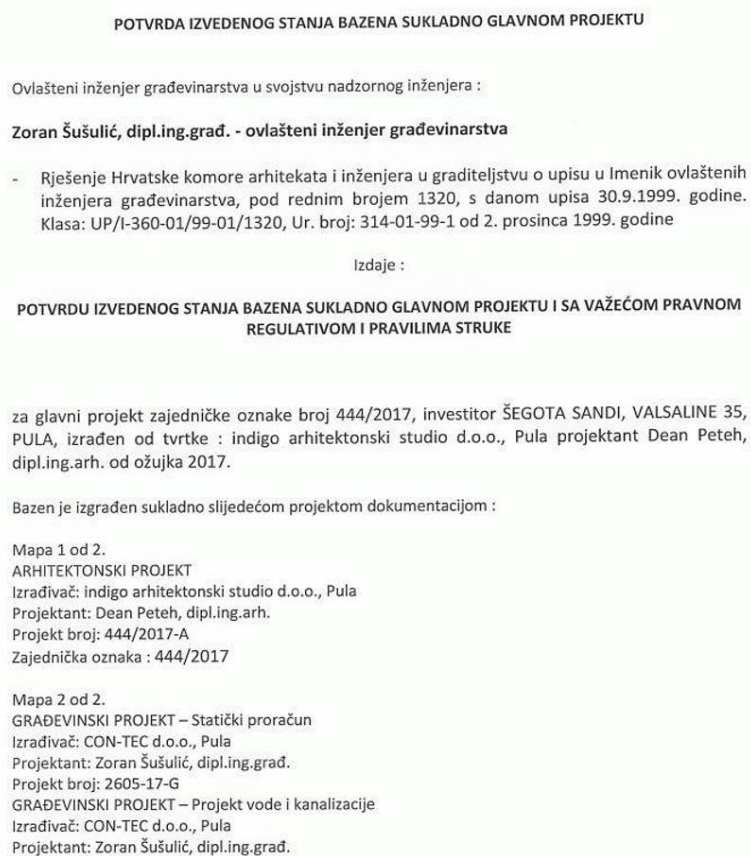 POTVRDA IZVEDENOG STANJA BAZENA SUKLADNO GLAVNOM PROJEKTU
Ovlašteni inženjer građevinarstva u svojstvu nadzornog inženjera :
Zoran Šušulić, dipl.ing.građ. - ovlašteni inženjer građevinarstva
- Rješenje Hrvatske komore arhitekata i inženjera u graditeljstvu o upisu u Imenik ovlaštenih
inženjera građevinarstva, pod rednim brojem 1320, s danom upisa 30.9.1999. godine.
Klasa: UP/I-360-01/99-01/1320, Ur. broj: 314-01-99-1 od 2. prosinca 1999. godine
Izdaje :
POTVRDU IZVEDENOG STANJA BAZENA SUKLADNO GLAVNOM PROJEKTU I SA VAŽEĆOM PRAVNOM
REGULATIVOM I PRAVILIMA STRUKE
za glavni projekt zajedničke oznake broj 444/2017, investitor ŠEGOTA SANDI, VALSALINE 35,
PULA, izrađen od tvrtke : indigo arhitektonski studio d.o.o., Pula projektant Dean Peteh,
dipl.ing.arh. od ožujka 2017.
Bazen je izgrađen sukladno slijedećom projektom dokumentacijom :
Mapa 1 od 2.
ARHITEKTONSKI PROJEKT
Izrađivač: indigo arhitektonski studio d.o.o., Pula
Projektant: Dean Peteh, dipl.ing.arh.
Projekt broj: 444/2017-A
Zajednička oznaka : 444/2017
Mapa 2 od 2.
GRAĐEVINSKI PROJEKT – Statički proračun
Izrađivač: CON-TEC d.o.o., Pula
Projektant: Zoran Šušulić, dipl.ing.građ.
Projekt broj: 2605-17-G
GRAĐEVINSKI PROJEKT – Projekt vode i kanalizacije
Izrađivač: CON-TEC d.o.o., Pula
Projektant: Zoran Šušulić, dipl.ing.građ.